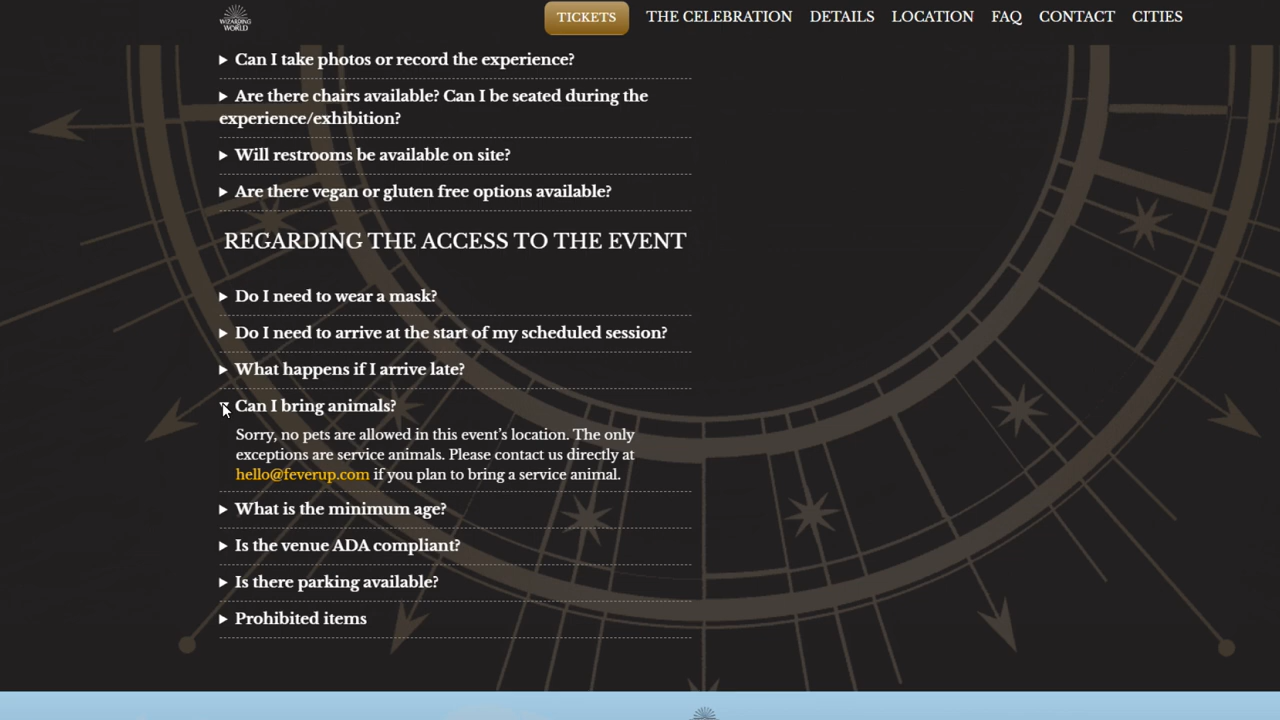 WIZARDING
WORLD
TICKETS
THE CELEBRATION
DETAILS
LOCATION
FAQ
CONTACT
CITIES
Can I take photos or record the experience?
Are there chairs available? Can I be seated during the
experience/exhibition?
Will restrooms be available on site?
Are there vegan or gluten free options available?
REGARDING THE ACCESS TO THE EVENT
Do I need to wear a mask?
Do I need to arrive at the start of my scheduled session?
What happens if I arrive late?
Can I bring animals?
Sorry, no pets are allowed in this event’s location. The only
exceptions are service animals. Please contact us directly at
hello@feverup.com if you plan to bring a service animal.
What is the minimum age?
Is the venue ADA compliant?
Is there parking available?
Prohibited items